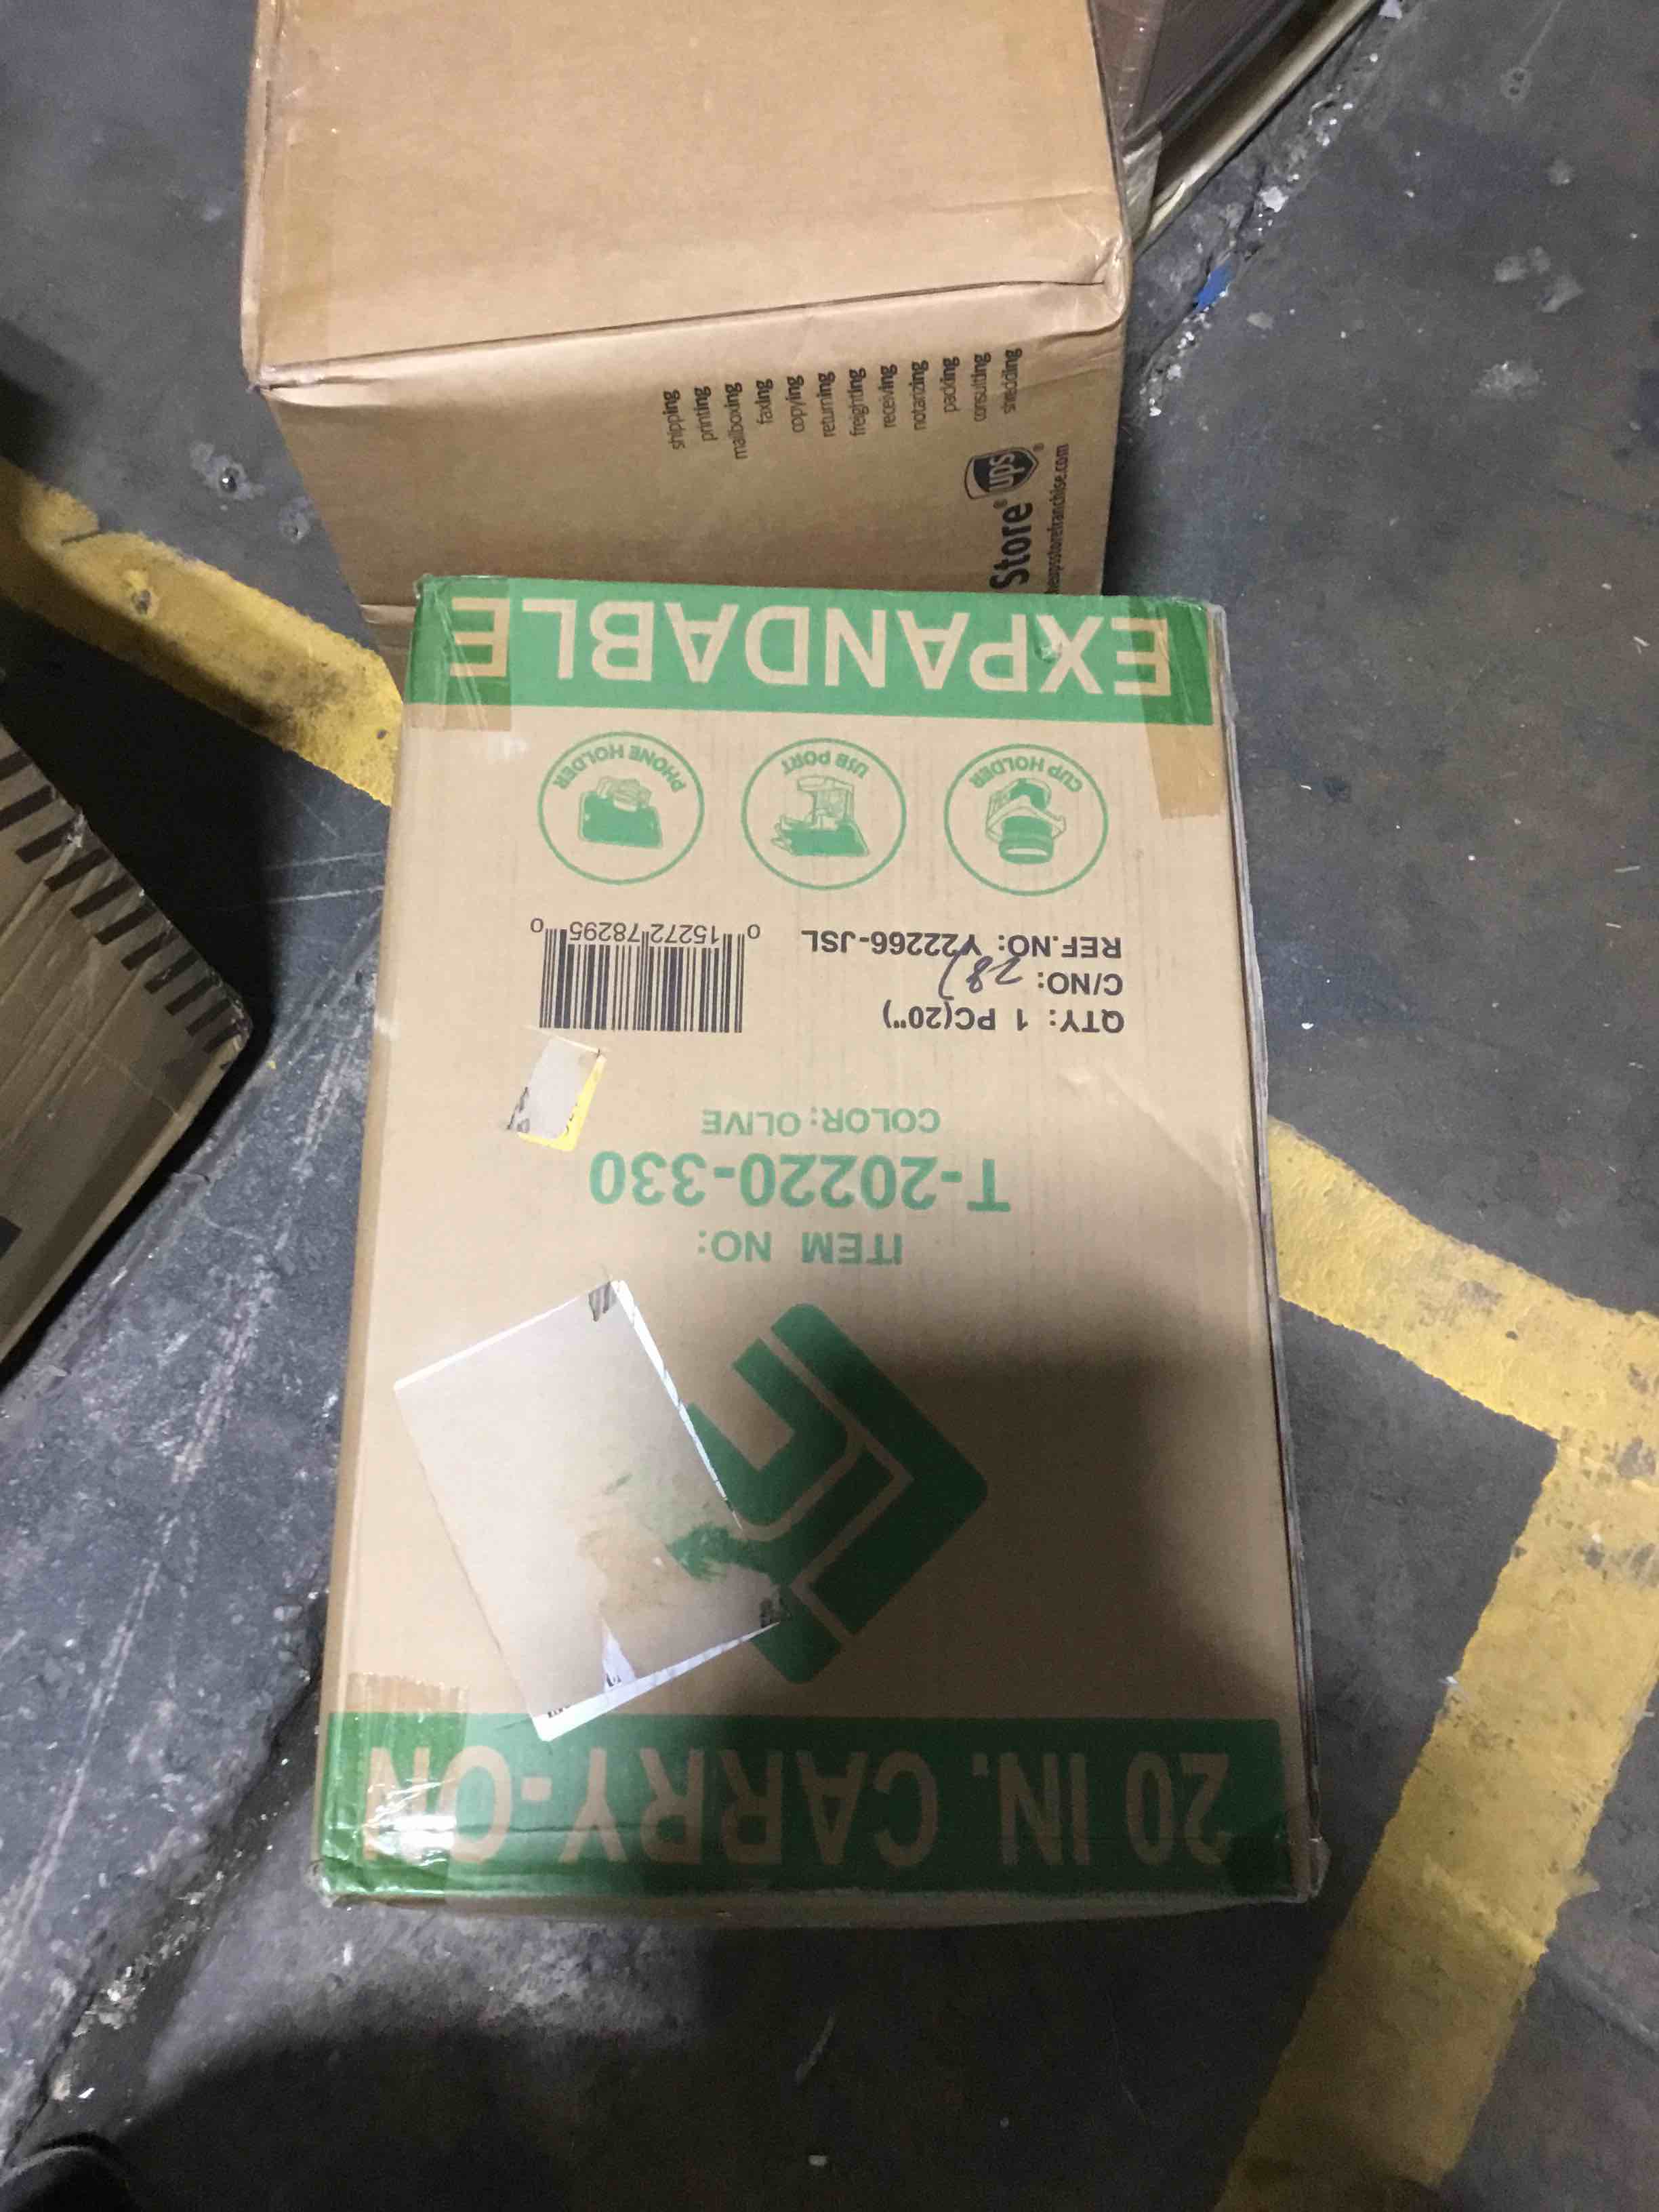 shipping
printing
mailboxing
faxing
copying
returning
freighting
receiving
notarizing
packing
consulting
shredding
Store® ups®
20 IN. CARRY-ON
ITEM NO:
T-20220-330
COLOR: OLIVE
QTY: 1 PC(20")
C/NO: 287
REF.NO: Y22266-JSL
0 15272 78295 0
CUP HOLDER
USB PORT
PHONE HOLDER
EXPANDABLE